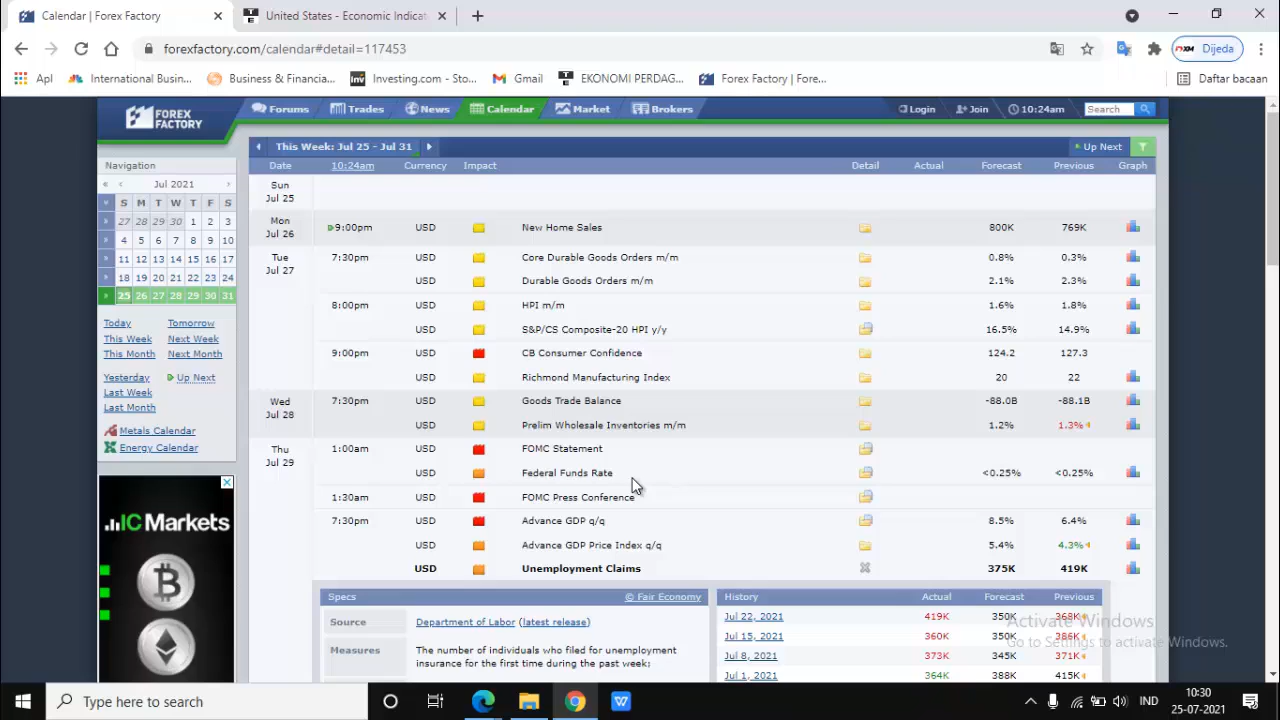 Calendar | Forex Factory
United States - Economic Indicat
forexfactory.com/calendar#detail=117453
Dijeda
Apl
International Busin...
Business & Financia...
Investing.com - Sto...
Gmail
EKONOMI PERDAG...
Forex Factory | Fore...
Daftar bacaan
FOREX FACTORY
Forums
Trades
News
Calendar
Market
Brokers
Login
Join
10:24am
Search
Navigation
« ‹ Jul 2021 ›
S M T W T F S
27 28 29 30 1 2 3
4 5 6 7 8 9 10
11 12 13 14 15 16 17
18 19 20 21 22 23 24
25 26 27 28 29 30 31
Today Tomorrow
This Week Next Week
This Month Next Month
Yesterday Up Next
Last Week
Last Month
Metals Calendar
Energy Calendar
IC Markets
This Week: Jul 25 - Jul 31
Up Next
Date 10:24am Currency Impact Detail Actual Forecast Previous Graph
Sun
Jul 25
Mon
Jul 26
9:00pm USD New Home Sales 800K 769K
Tue
Jul 27
7:30pm USD Core Durable Goods Orders m/m 0.8% 0.3%
USD Durable Goods Orders m/m 2.1% 2.3%
8:00pm USD HPI m/m 1.6% 1.8%
USD S&P/CS Composite-20 HPI y/y 16.5% 14.9%
9:00pm USD CB Consumer Confidence 124.2 127.3
USD Richmond Manufacturing Index 20 22
Wed
Jul 28
7:30pm USD Goods Trade Balance -88.0B -88.1B
USD Prelim Wholesale Inventories m/m 1.2% 1.3%
Thu
Jul 29
1:00am USD FOMC Statement
USD Federal Funds Rate <0.25% <0.25%
1:30am USD FOMC Press Conference
7:30pm USD Advance GDP q/q 8.5% 6.4%
USD Advance GDP Price Index q/q 5.4% 4.3%
USD Unemployment Claims 375K 419K
Specs © Fair Economy
Source Department of Labor (latest release)
Measures The number of individuals who filed for unemployment
insurance for the first time during the past week;
History Actual Forecast Previous
Jul 22, 2021 419K 350K 368K
Jul 15, 2021 360K 350K 386K
Jul 8, 2021 373K 345K 371K
Jul 1, 2021 364K 388K 415K
Activate Windows
Go to Settings to activate Windows.
Type here to search
IND
10:30
25-07-2021